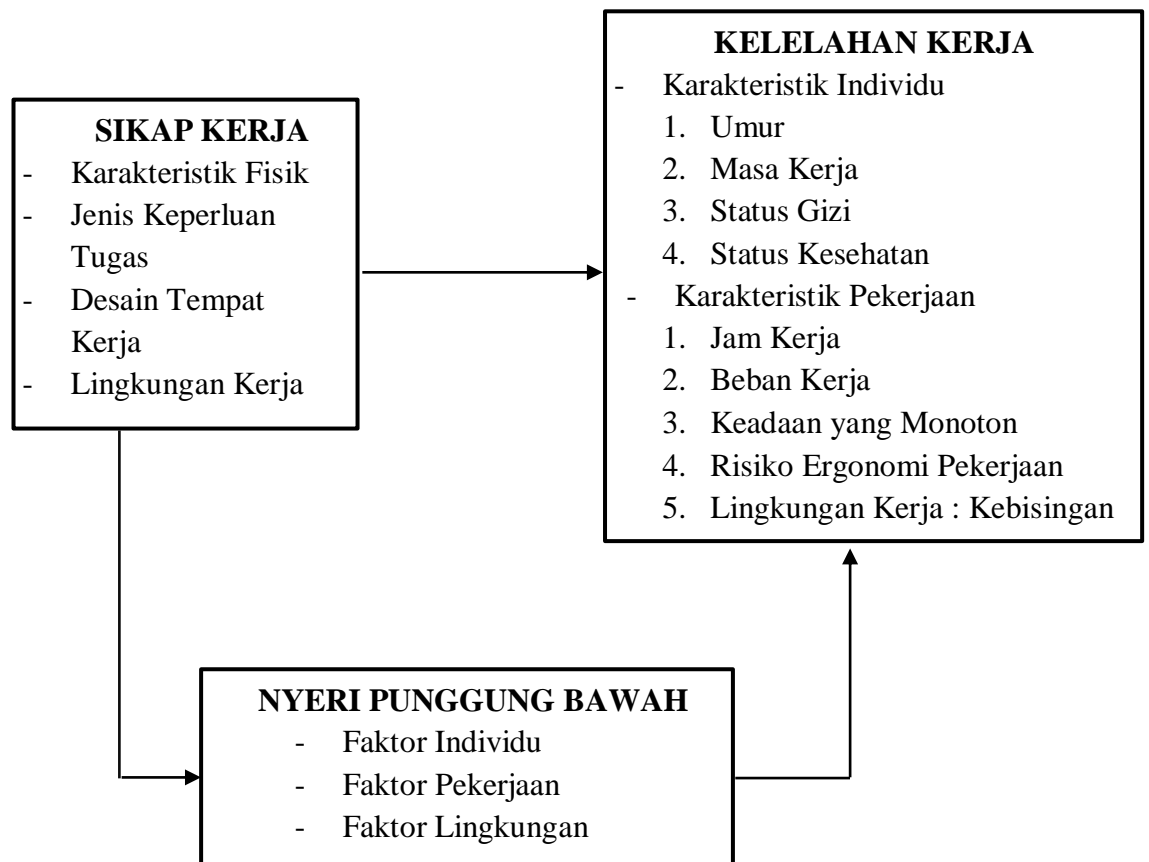 SIKAP KERJA
- Karakteristik Fisik
- Jenis Keperluan
Tugas
- Desain Tempat
Kerja
- Lingkungan Kerja
KELELAHAN KERJA
- Karakteristik Individu
1. Umur
2. Masa Kerja
3. Status Gizi
4. Status Kesehatan
- Karakteristik Pekerjaan
1. Jam Kerja
2. Beban Kerja
3. Keadaan yang Monoton
4. Risiko Ergonomi Pekerjaan
5. Lingkungan Kerja : Kebisingan
NYERI PUNGGUNG BAWAH
- Faktor Individu
- Faktor Pekerjaan
- Faktor Lingkungan